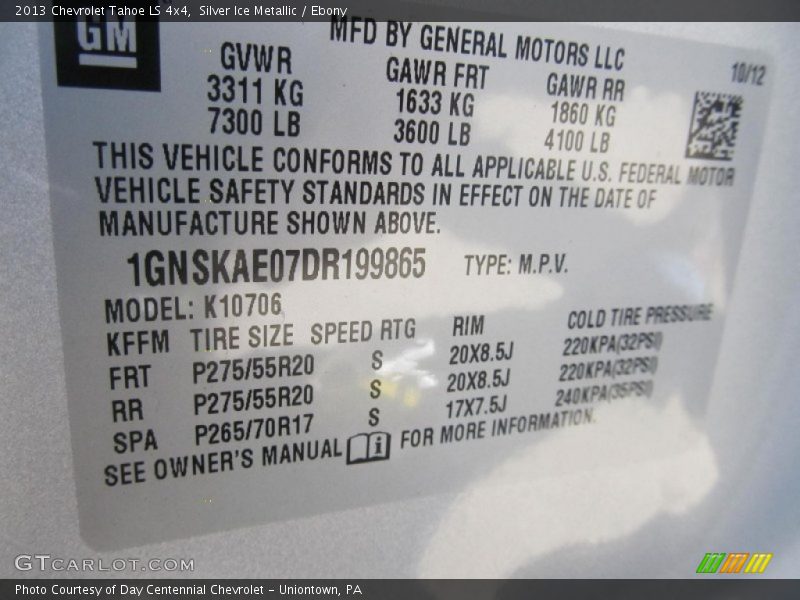 2013 Chevrolet Tahoe LS 4x4, Silver Ice Metallic / Ebony
GM
MFD BY GENERAL MOTORS LLC
10/12
GVWR GAWR FRT GAWR RR
3311 KG 1633 KG 1860 KG
7300 LB 3600 LB 4100 LB
THIS VEHICLE CONFORMS TO ALL APPLICABLE U.S. FEDERAL MOTOR
VEHICLE SAFETY STANDARDS IN EFFECT ON THE DATE OF
MANUFACTURE SHOWN ABOVE.
1GNSKAE07DR199865 TYPE: M.P.V.
MODEL: K10706
KFFM TIRE SIZE SPEED RTG RIM COLD TIRE PRESSURE
FRT P275/55R20 S 20X8.5J 220KPA(32PSI)
RR P275/55R20 S 20X8.5J 220KPA(32PSI)
SPA P265/70R17 S 17X7.5J 240KPA(35PSI)
SEE OWNER'S MANUAL i FOR MORE INFORMATION.
GTCARLOT.COM
Photo Courtesy of Day Centennial Chevrolet - Uniontown, PA